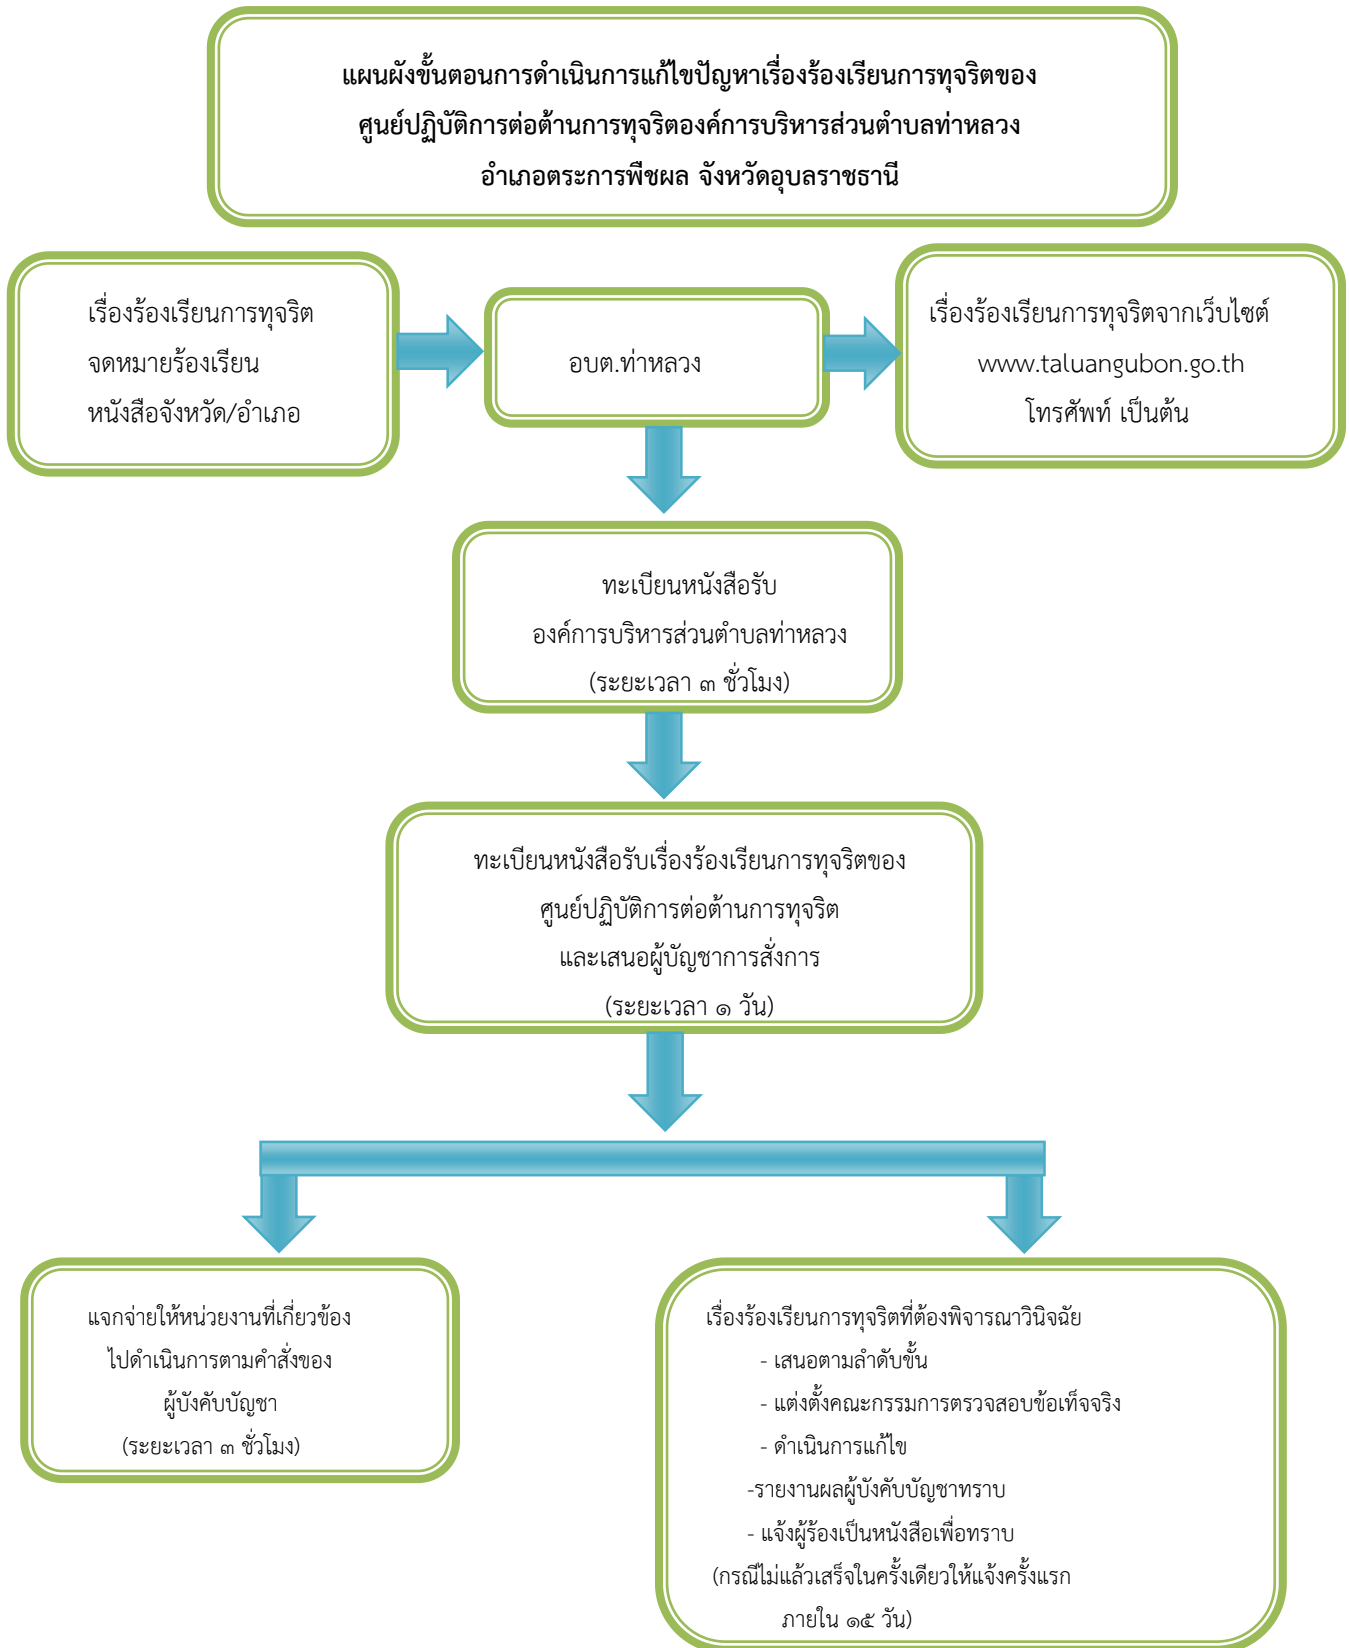 แผนผังขั้นตอนการดำเนินการแก้ไขปัญหาเรื่องร้องเรียนการทุจริตของ
ศูนย์ปฏิบัติการต่อต้านการทุจริตองค์การบริหารส่วนตำบลท่าหลวง
อำเภอตระการพืชผล จังหวัดอุบลราชธานี
เรื่องร้องเรียนการทุจริต
จดหมายร้องเรียน
หนังสือจังหวัด/อำเภอ
อบต.ท่าหลวง
เรื่องร้องเรียนการทุจริตจากเว็บไซต์
www.taluangubon.go.th
โทรศัพท์ เป็นต้น
ทะเบียนหนังสือรับ
องค์การบริหารส่วนตำบลท่าหลวง
(ระยะเวลา ๓ ชั่วโมง)
ทะเบียนหนังสือรับเรื่องร้องเรียนการทุจริตของ
ศูนย์ปฏิบัติการต่อต้านการทุจริต
และเสนอผู้บัญชาการสั่งการ
(ระยะเวลา ๑ วัน)
แจกจ่ายให้หน่วยงานที่เกี่ยวข้อง
ไปดำเนินการตามคำสั่งของ
ผู้บังคับบัญชา
(ระยะเวลา ๓ ชั่วโมง)
เรื่องร้องเรียนการทุจริตที่ต้องพิจารณาวินิจฉัย
- เสนอตามลำดับขั้น
- แต่งตั้งคณะกรรมการตรวจสอบข้อเท็จจริง
- ดำเนินการแก้ไข
-รายงานผลผู้บังคับบัญชาทราบ
- แจ้งผู้ร้องเป็นหนังสือเพื่อทราบ
(กรณีไม่แล้วเสร็จในครั้งเดียวให้แจ้งครั้งแรก
ภายใน ๑๕ วัน)